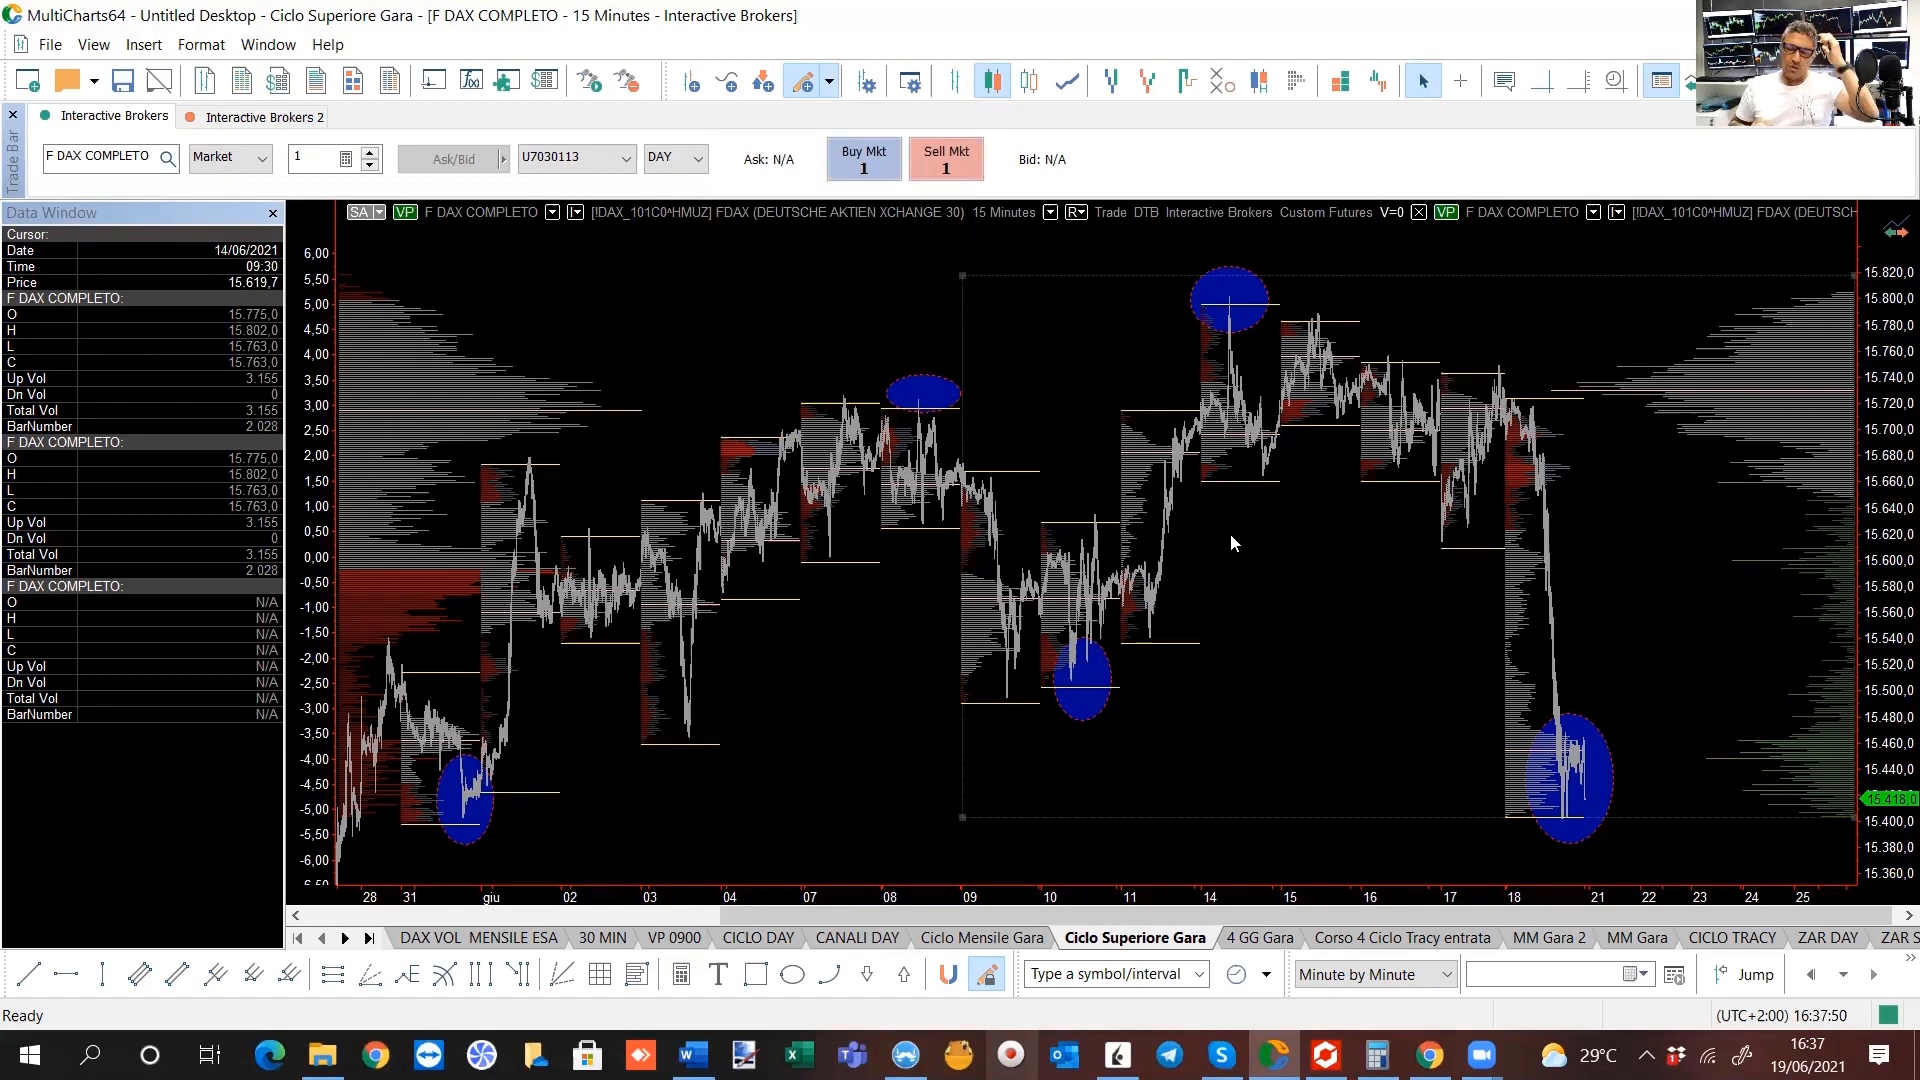 MultiCharts64 - Untitled Desktop - Ciclo Superiore Gara - [F DAX COMPLETO - 15 Minutes - Interactive Brokers]
File View Insert Format Window Help
Interactive Brokers Interactive Brokers 2
Trade Bar
F DAX COMPLETO Market 1 Ask/Bid U7030113 DAY Ask: N/A Buy Mkt 1 Sell Mkt 1 Bid: N/A
Data Window
SA VP F DAX COMPLETO [!DAX_101C0^HMUZ] FDAX (DEUTSCHE AKTIEN XCHANGE 30) 15 Minutes R Trade DTB Interactive Brokers Custom Futures V=0 VP F DAX COMPLETO [!DAX_101C0^HMUZ] FDAX (DEUTSCH
Cursor:
Date 14/06/2021
Time 09:30
Price 15.619,7
F DAX COMPLETO:
O 15.775,0
H 15.802,0
L 15.763,0
C 15.763,0
Up Vol 3.155
Dn Vol 0
Total Vol 3.155
BarNumber 2.028
F DAX COMPLETO:
O 15.775,0
H 15.802,0
L 15.763,0
C 15.763,0
Up Vol 3.155
Dn Vol 0
Total Vol 3.155
BarNumber 2.028
F DAX COMPLETO:
O N/A
H N/A
L N/A
C N/A
Up Vol N/A
Dn Vol N/A
Total Vol N/A
BarNumber N/A
6,00
5,50
5,00
4,50
4,00
3,50
3,00
2,50
2,00
1,50
1,00
0,50
0,00
-0,50
-1,00
-1,50
-2,00
-2,50
-3,00
-3,50
-4,00
-4,50
-5,00
-5,50
-6,00
15.820,0
15.800,0
15.780,0
15.760,0
15.740,0
15.720,0
15.700,0
15.680,0
15.660,0
15.640,0
15.620,0
15.600,0
15.580,0
15.560,0
15.540,0
15.520,0
15.500,0
15.480,0
15.460,0
15.440,0
15.418,0
15.400,0
15.380,0
15.360,0
28 31 giu 02 03 04 07 08 09 10 11 14 15 16 17 18 21 22 23 24 25
DAX VOL MENSILE ESA 30 MIN VP 0900 CICLO DAY CANALI DAY Ciclo Mensile Gara Ciclo Superiore Gara 4 GG Gara Corso 4 Ciclo Tracy entrata MM Gara 2 MM Gara CICLO TRACY ZAR DAY ZAR S
T Type a symbol/interval Minute by Minute Jump
Ready (UTC+2:00) 16:37:50
29°C 16:37
19/06/2021